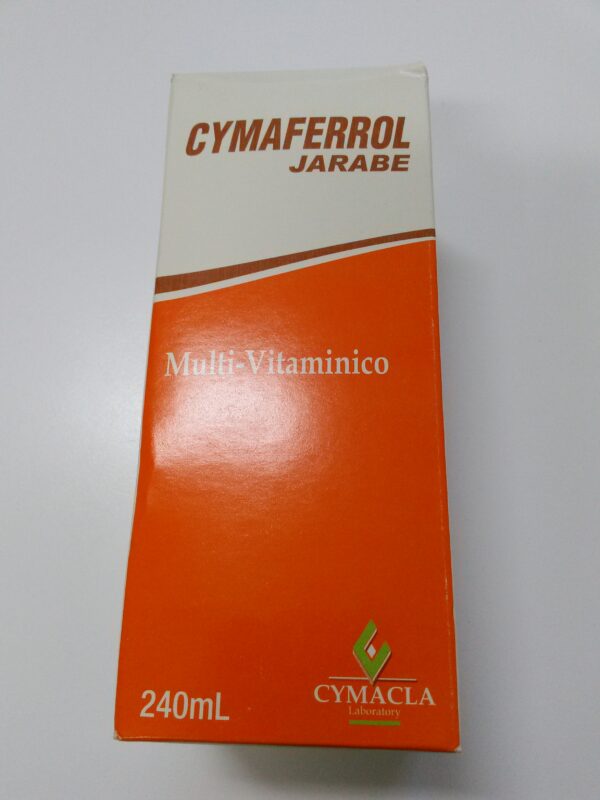 CYMAFERROL
JARABE
Multi-Vitaminico
240mL
CYMACLA
Laboratory